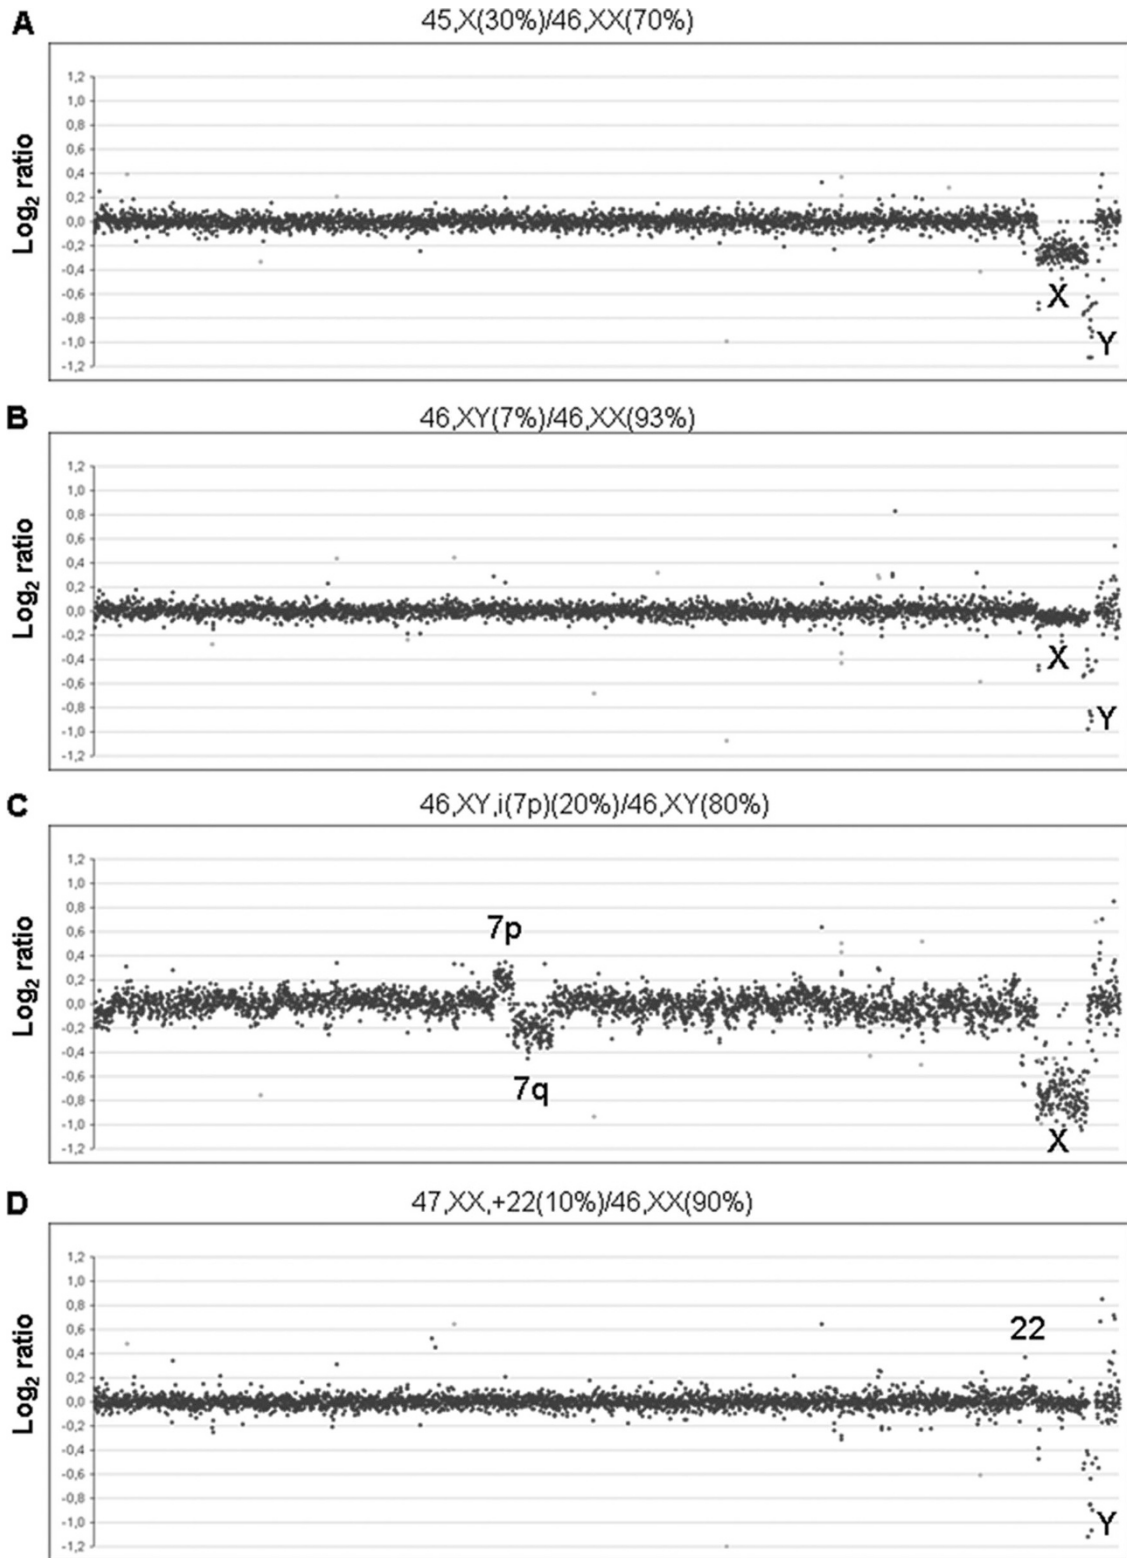 A
45,X(30%)/46,XX(70%)
Log2 ratio
1,2
1,0
0,8
0,6
0,4
0,2
0,0
-0,2
-0,4
-0,6
-0,8
-1,0
-1,2
X
Y
B
46,XY(7%)/46,XX(93%)
Log2 ratio
1,2
1,0
0,8
0,6
0,4
0,2
0,0
-0,2
-0,4
-0,6
-0,8
-1,0
-1,2
X
Y
C
46,XY,i(7p)(20%)/46,XY(80%)
Log2 ratio
1,2
1,0
0,8
0,6
0,4
0,2
0,0
-0,2
-0,4
-0,6
-0,8
-1,0
-1,2
7p
7q
X
D
47,XX,+22(10%)/46,XX(90%)
Log2 ratio
1,2
1,0
0,8
0,6
0,4
0,2
0,0
-0,2
-0,4
-0,6
-0,8
-1,0
-1,2
22
Y